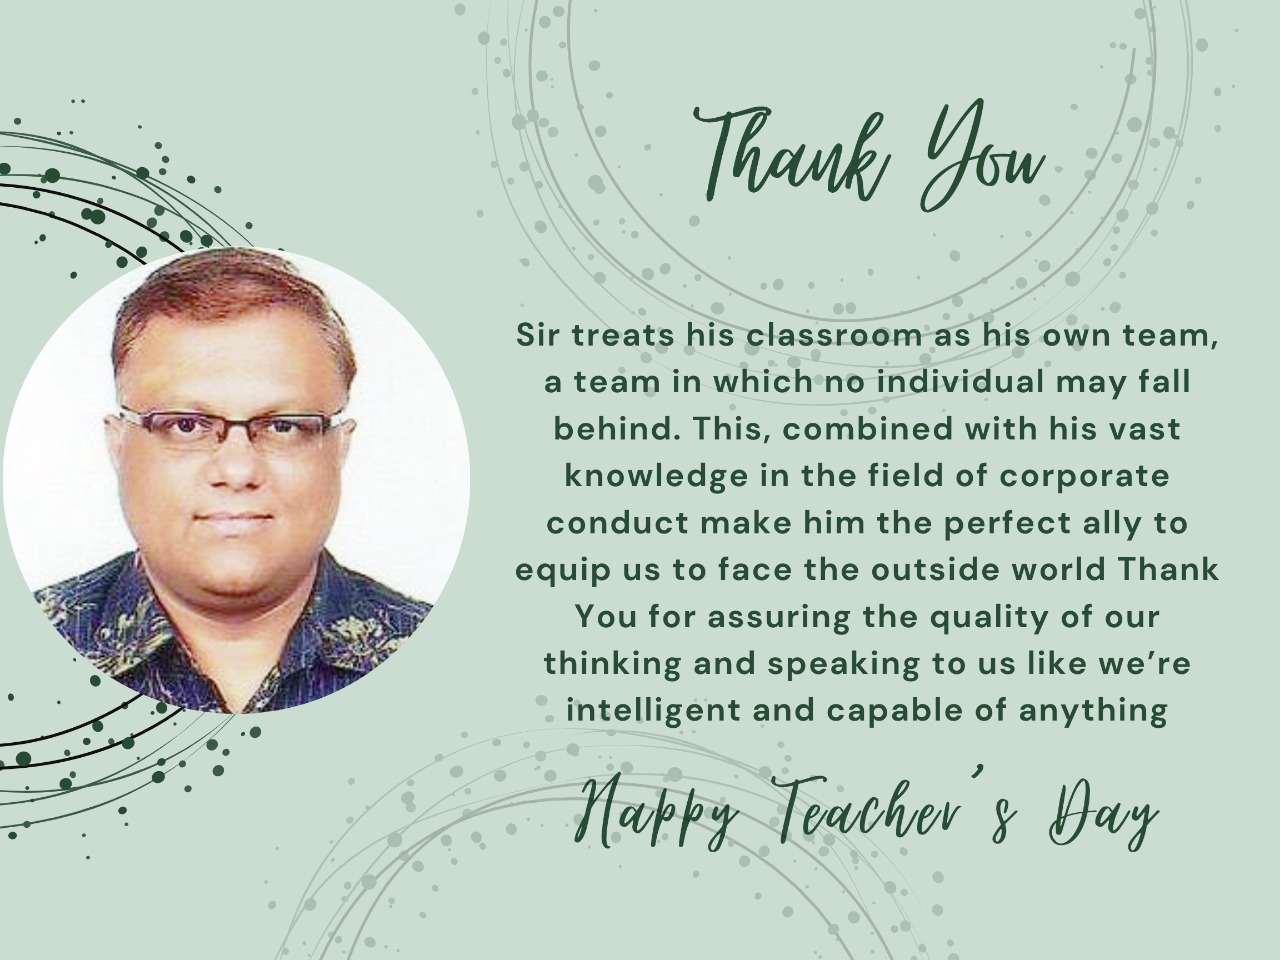 Thank You
Sir treats his classroom as his own team,
a team in which no individual may fall
behind. This, combined with his vast
knowledge in the field of corporate
conduct make him the perfect ally to
equip us to face the outside world Thank
You for assuring the quality of our
thinking and speaking to us like we’re
intelligent and capable of anything
Happy Teacher’s Day